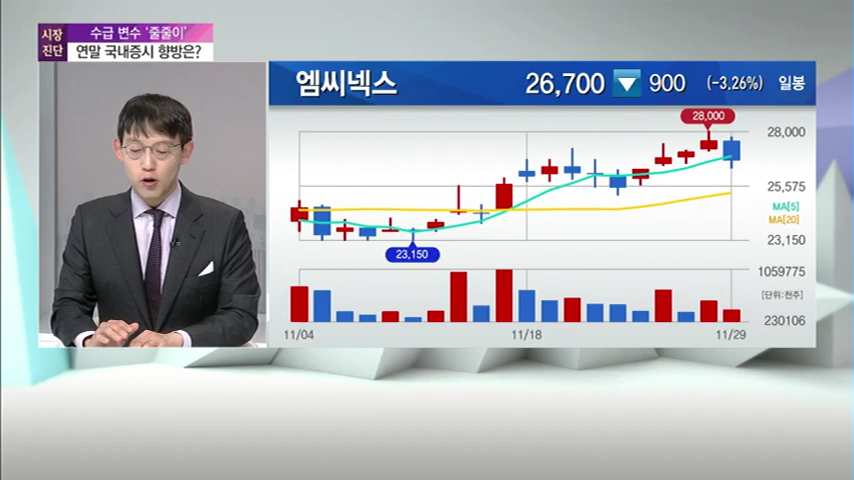 시장
진단
수급 변수 '줄줄이'
연말 국내증시 향방은?
엠씨넥스 26,700 ▼ 900 (-3.26%) 일봉
28,000
28,000
25,575
MA[5]
MA[20]
23,150
23,150
1059775
[단위:천주]
230106
11/04 11/18 11/29